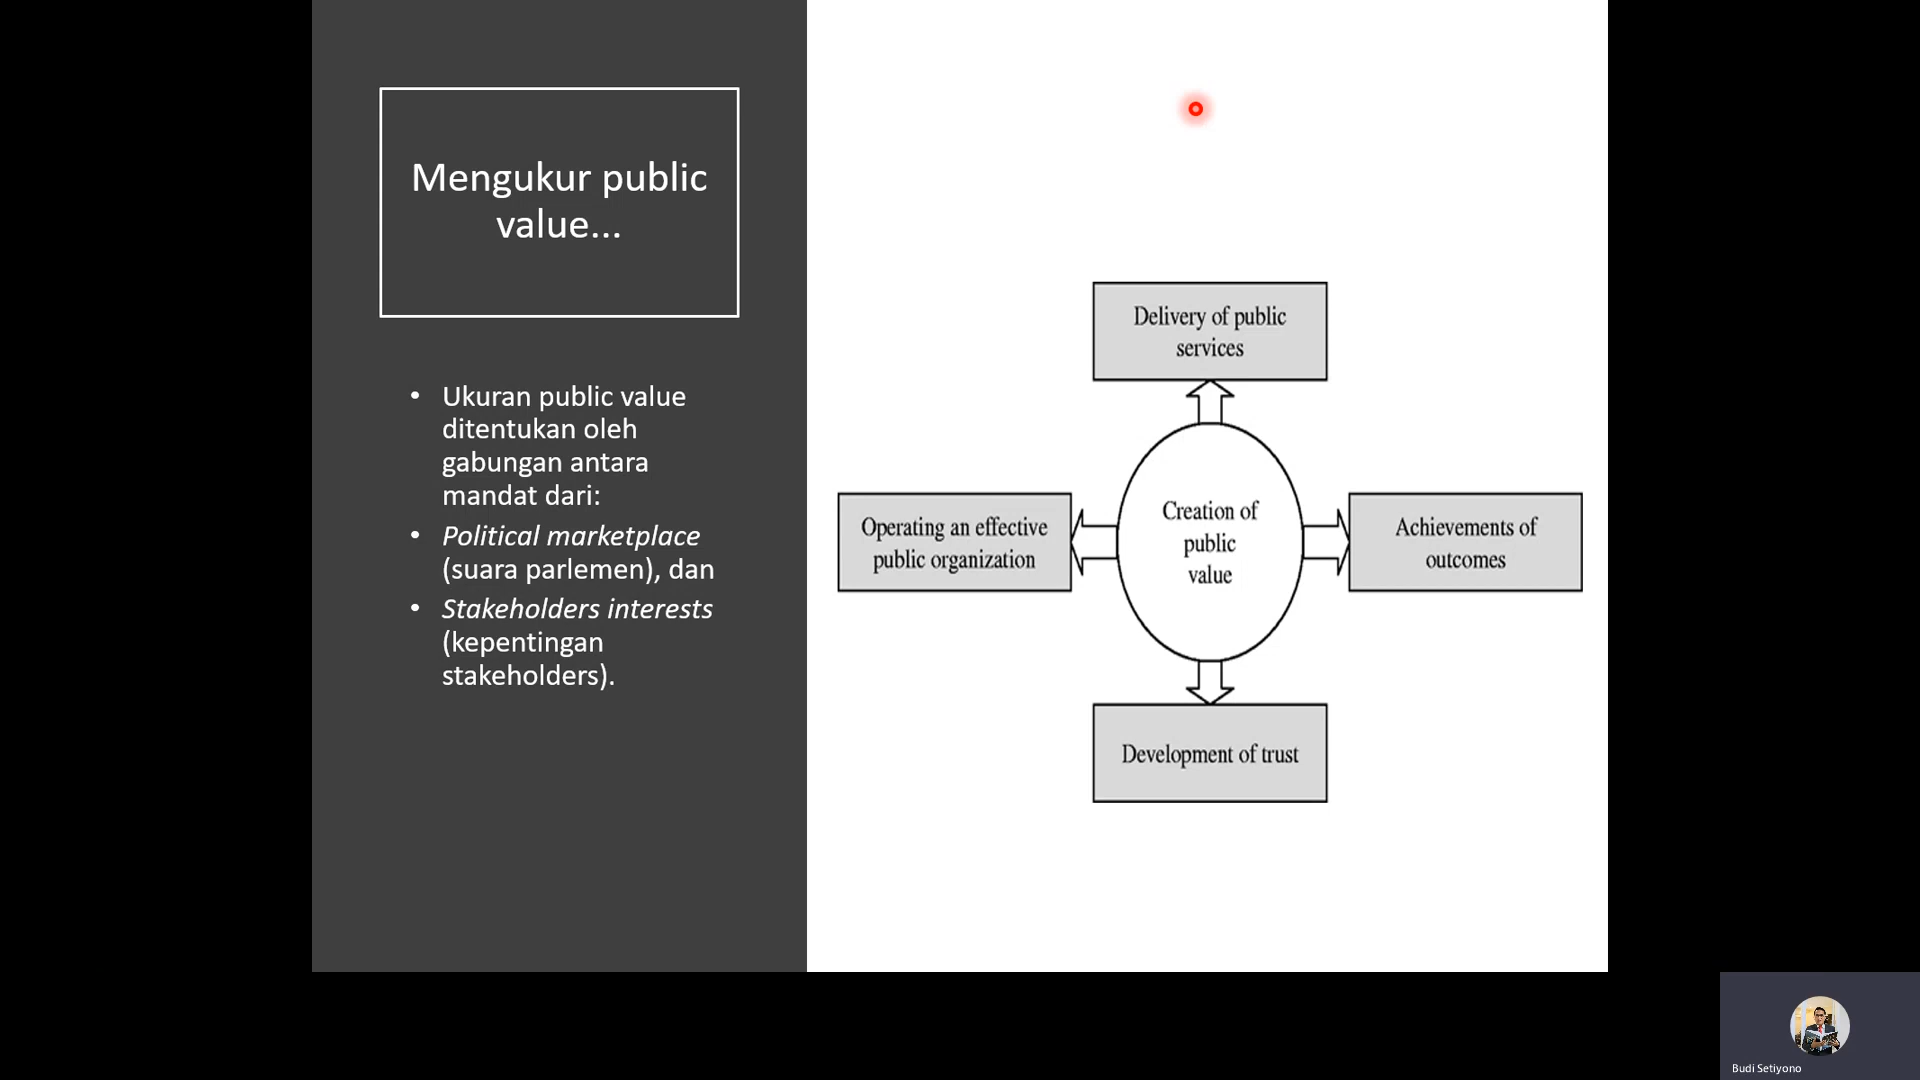 Mengukur public
value...
• Ukuran public value
ditentukan oleh
gabungan antara
mandat dari:
• Political marketplace
(suara parlemen), dan
• Stakeholders interests
(kepentingan
stakeholders).
Delivery of public
services
Operating an effective
public organization
Creation of
public
value
Achievements of
outcomes
Development of trust
Budi Setiyono